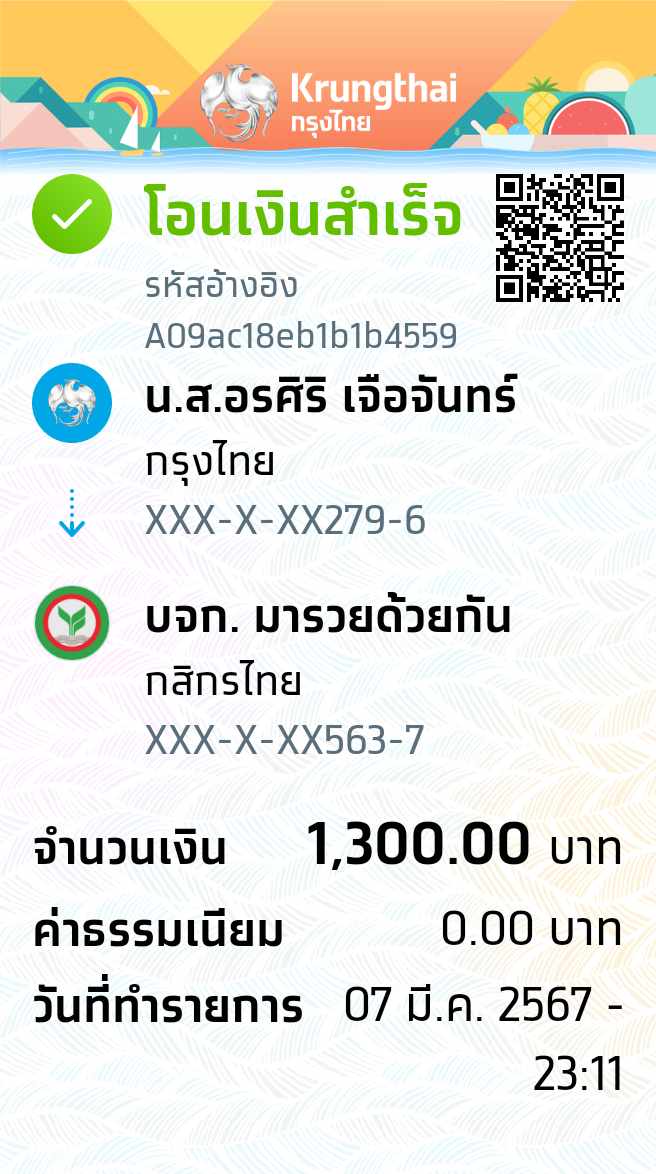 Krungthai
กรุงไทย
โอนเงินสำเร็จ
รหัสอ้างอิง
A09ac18eb1b1b4559
น.ส.อรศิริ เจือจันทร์
กรุงไทย
XXX-X-XX279-6
บจก. มารวยด้วยกัน
กสิกรไทย
XXX-X-XX563-7
จำนวนเงิน 1,300.00 บาท
ค่าธรรมเนียม 0.00 บาท
วันที่ทำรายการ 07 มี.ค. 2567 -
23:11